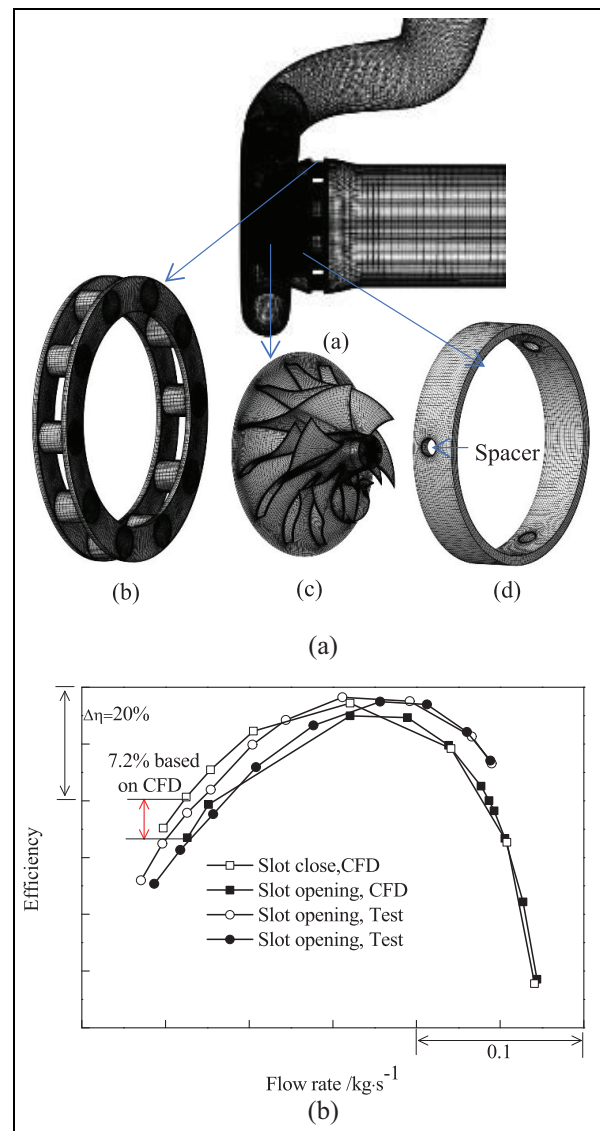 (a)
Spacer
(b)
(c)
(d)
(a)
Δη=20%
7.2% based
on CFD
Efficiency
Slot close,CFD
Slot opening, CFD
Slot opening, Test
Slot opening, Test
0.1
Flow rate /kg·s⁻¹
(b)